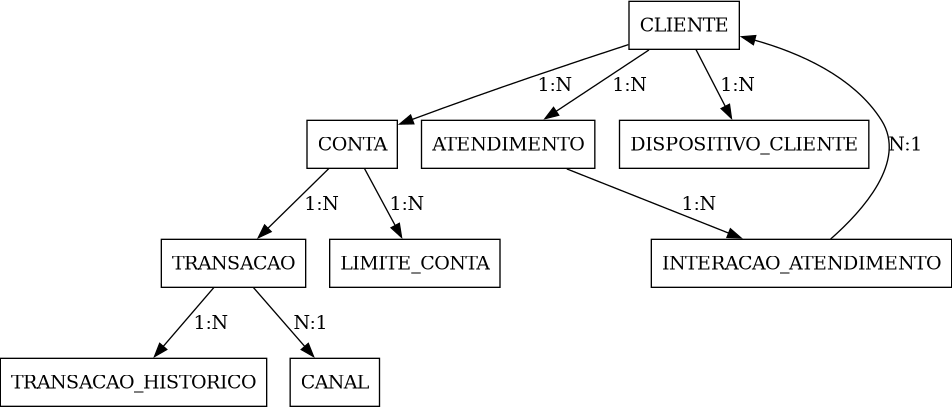 CLIENTE
1:N
1:N
1:N
CONTA
ATENDIMENTO
DISPOSITIVO_CLIENTE
N:1
1:N
1:N
1:N
TRANSACAO
LIMITE_CONTA
INTERACAO_ATENDIMENTO
1:N
N:1
TRANSACAO_HISTORICO
CANAL